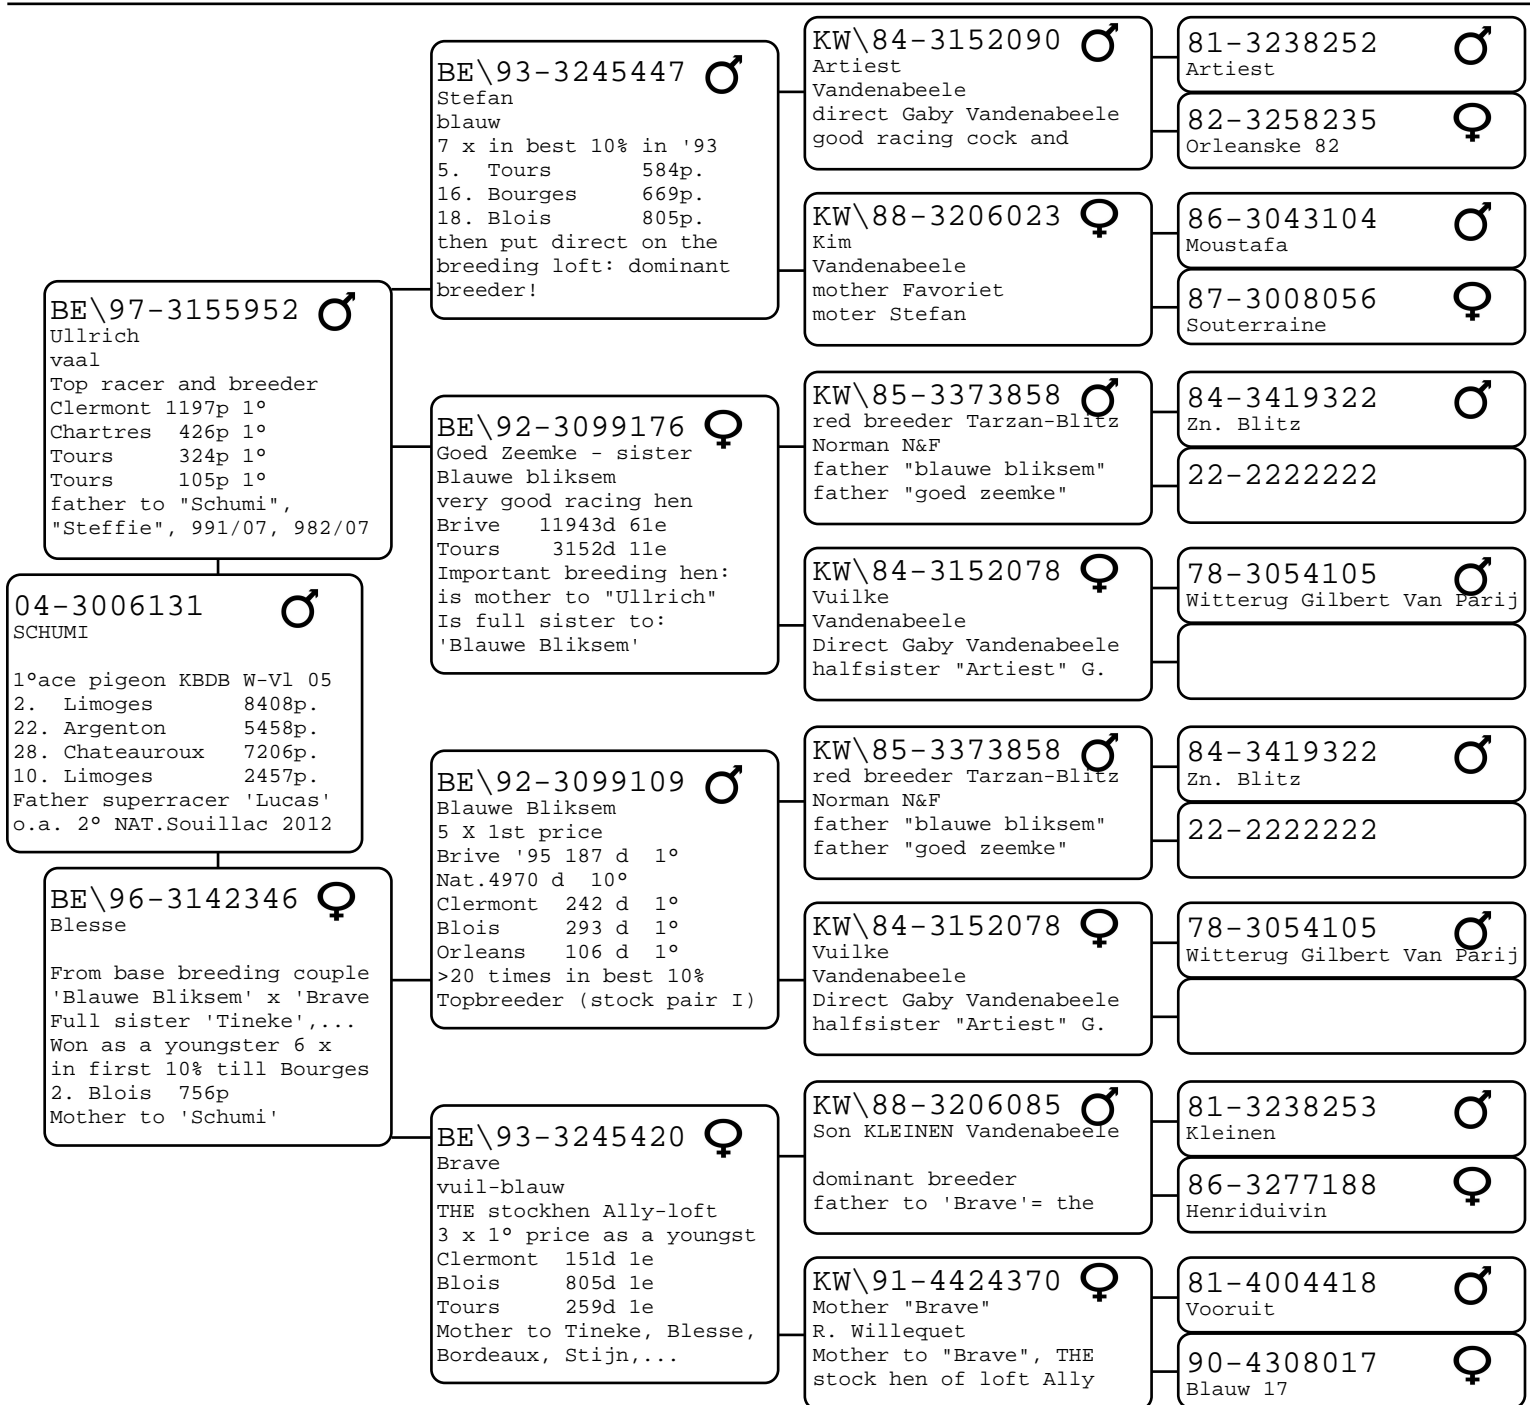 BE\97-3155952
Ullrich
vaal
Top racer and breeder
Clermont 1197p 1º
Chartres  426p 1º
Tours     324p 1º
Tours     105p 1º
father to "Schumi",
"Steffie", 991/07, 982/07
04-3006131
SCHUMI
1ºace pigeon KBDB W-Vl 05
2.  Limoges       8408p.
22. Argenton      5458p.
28. Chateauroux   7206p.
10. Limoges       2457p.
Father superracer 'Lucas'
o.a. 2º NAT.Souillac 2012
BE\96-3142346
Blesse
From base breeding couple
'Blauwe Bliksem' x 'Brave
Full sister 'Tineke',...
Won as a youngster 6 x
in first 10% till Bourges
2. Blois  756p
Mother to 'Schumi'
BE\93-3245447
Stefan
blauw
7 x in best 10% in '93
5.  Tours       584p.
16. Bourges     669p.
18. Blois       805p.
then put direct on the
breeding loft: dominant
breeder!
BE\92-3099176
Goed Zeemke - sister
Blauwe bliksem
very good racing hen
Brive   11943d 61e
Tours    3152d 11e
Important breeding hen:
is mother to "Ullrich"
Is full sister to:
'Blauwe Bliksem'
BE\92-3099109
Blauwe Bliksem
5 X 1st price
Brive '95 187 d  1º
Nat.4970 d  10º
Clermont  242 d  1º
Blois     293 d  1º
Orleans   106 d  1º
>20 times in best 10%
Topbreeder (stock pair I)
BE\93-3245420
Brave
vuil-blauw
THE stockhen Ally-loft
3 x 1º price as a youngst
Clermont  151d 1e
Blois     805d 1e
Tours     259d 1e
Mother to Tineke, Blesse,
Bordeaux, Stijn,...
KW\84-3152090
Artiest
Vandenabeele
direct Gaby Vandenabeele
good racing cock and
KW\88-3206023
Kim
Vandenabeele
mother Favoriet
moter Stefan
KW\85-3373858
red breeder Tarzan-Blitz
Norman N&F
father "blauwe bliksem"
father "goed zeemke"
KW\84-3152078
Vuilke
Vandenabeele
Direct Gaby Vandenabeele
halfsister "Artiest" G.
KW\85-3373858
red breeder Tarzan-Blitz
Norman N&F
father "blauwe bliksem"
father "goed zeemke"
KW\84-3152078
Vuilke
Vandenabeele
Direct Gaby Vandenabeele
halfsister "Artiest" G.
KW\88-3206085
Son KLEINEN Vandenabeele
dominant breeder
father to 'Brave'= the
KW\91-4424370
Mother "Brave"
R. Willequet
Mother to "Brave", THE
stock hen of loft Ally
81-3238252
Artiest
82-3258235
Orleanske 82
86-3043104
Moustafa
87-3008056
Souterraine
84-3419322
Zn. Blitz
22-2222222
78-3054105
Witterug Gilbert Van Parij
84-3419322
Zn. Blitz
22-2222222
78-3054105
Witterug Gilbert Van Parij
81-3238253
Kleinen
86-3277188
Henriduivin
81-4004418
Vooruit
90-4308017
Blauw 17